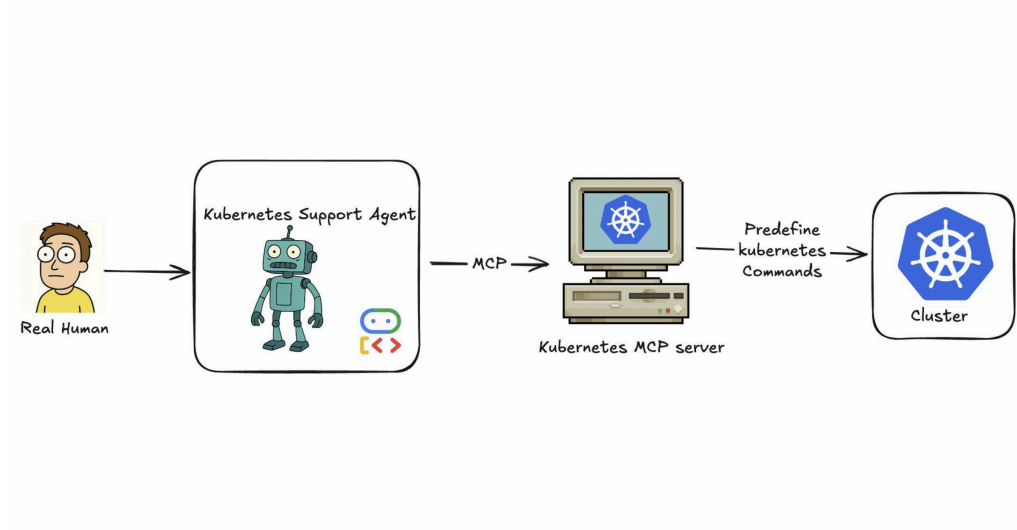 Real Human
Kubernetes Support Agent
MCP
Kubernetes MCP server
Predefine
kubernetes
Commands
Cluster